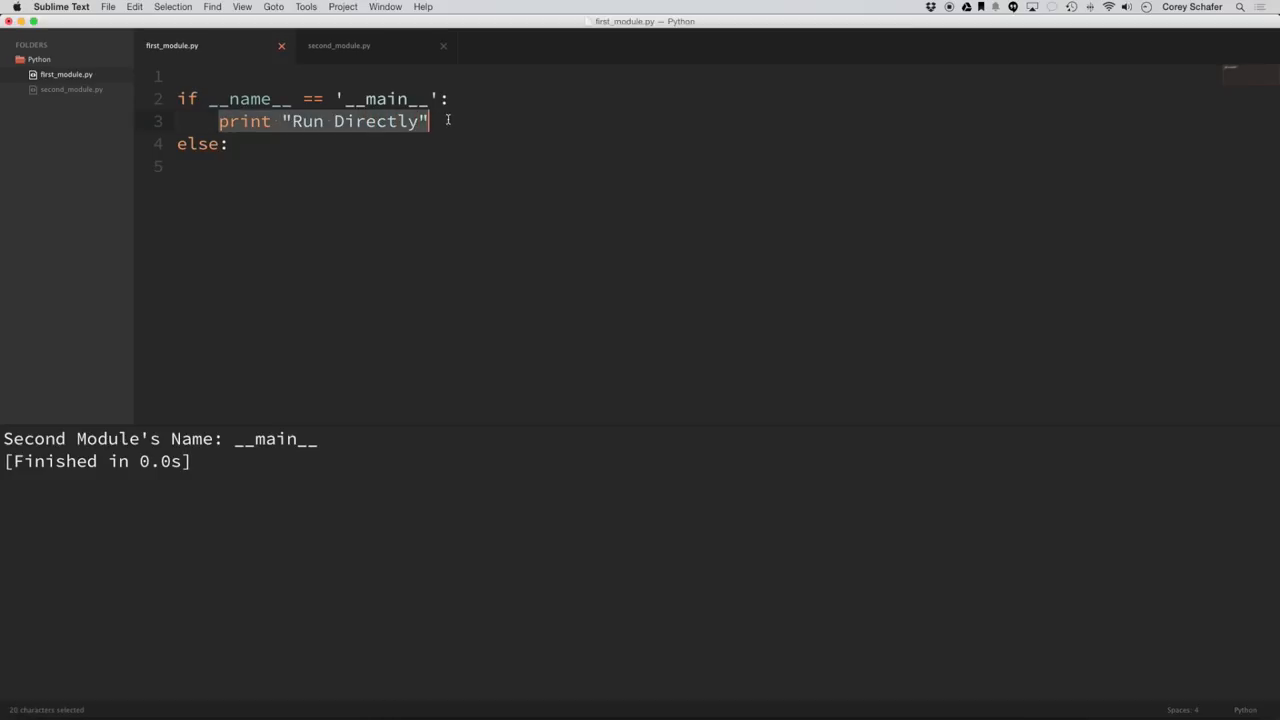 Sublime Text File Edit Selection Find View Goto Tools Project Window Help Corey Schafer
first_module.py — Python
FOLDERS
Python
first_module.py
second_module.py
first_module.py second_module.py
1
2 if __name__ == '__main__':
3 print "Run Directly"
4 else:
5
Second Module's Name: __main__
[Finished in 0.0s]
20 characters selected Spaces: 4 Python